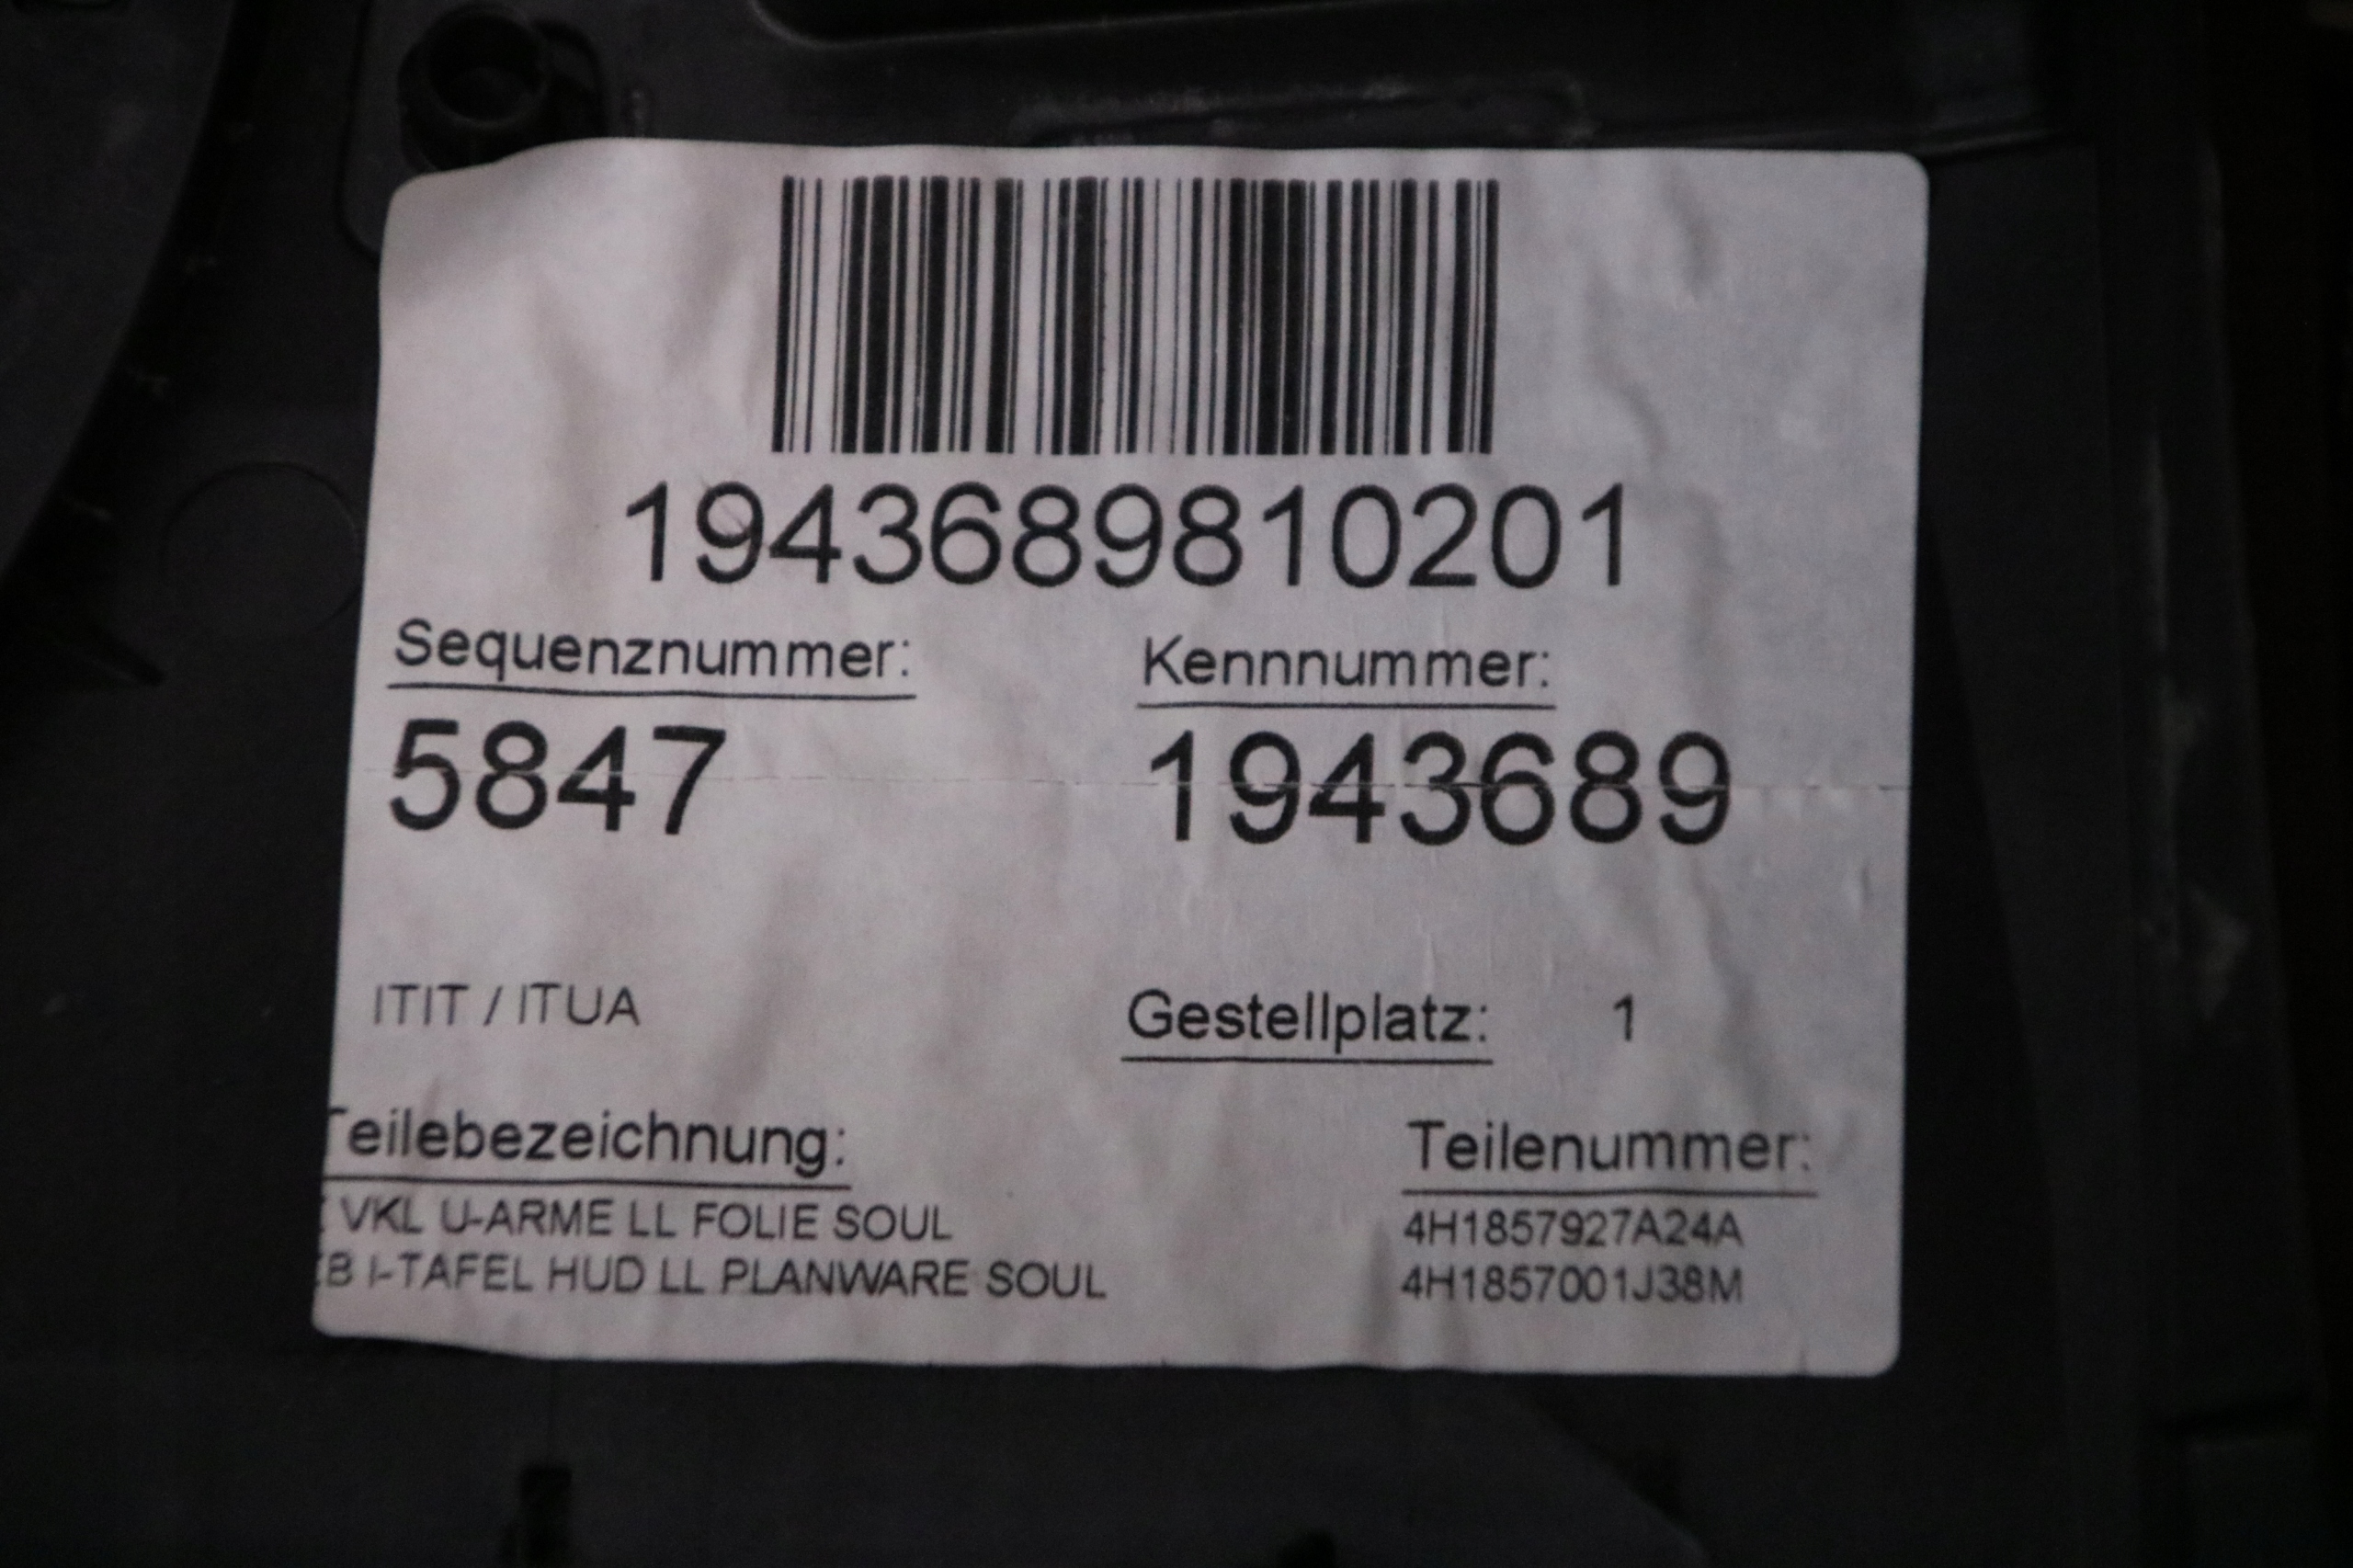 1943689810201
Sequenznummer: Kennnummer:
5847 1943689
ITIT / ITUA Gestellplatz: 1
Teilebezeichnung: Teilenummer:
VKL U-ARME LL FOLIE SOUL 4H1857927A24A
I-TAFEL HUD LL PLANWARE SOUL 4H1857001J38M